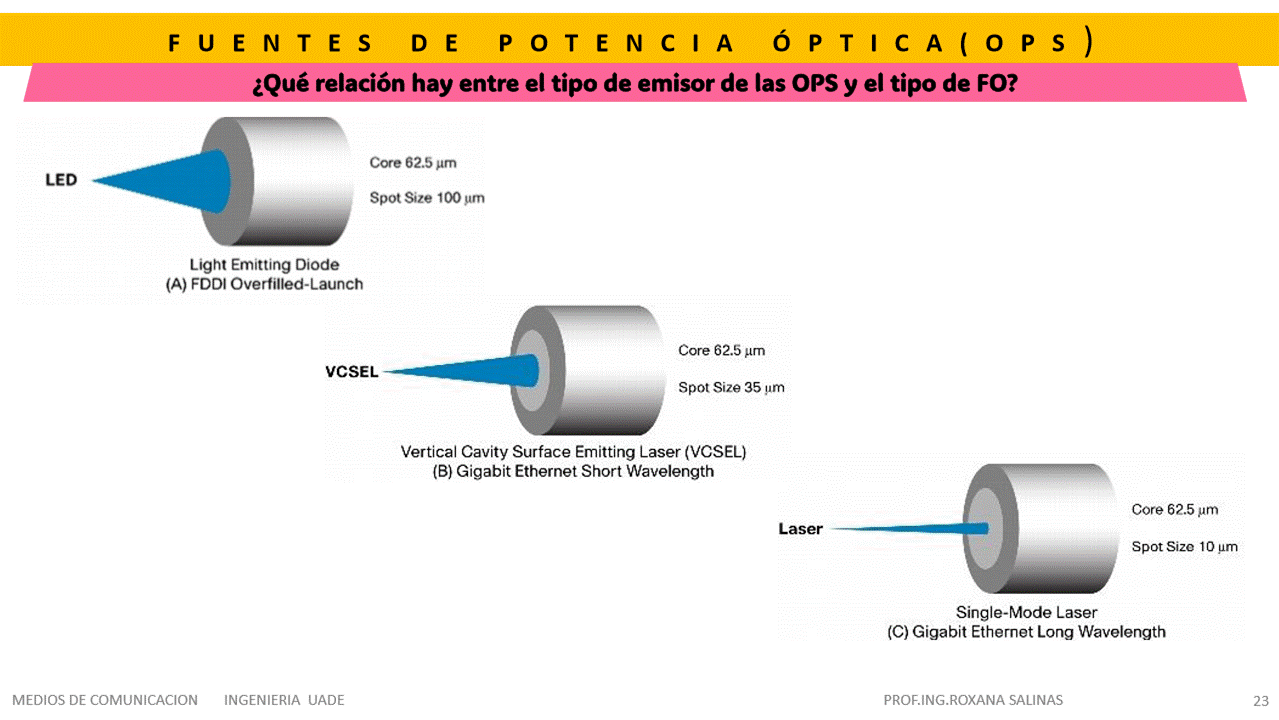 FUENTES DE POTENCIA ÓPTICA(OPS)
¿Qué relación hay entre el tipo de emisor de las OPS y el tipo de FO?
LED
Core 62.5 µm
Spot Size 100 µm
Light Emitting Diode
(A) FDDI Overfilled-Launch
VCSEL
Core 62.5 µm
Spot Size 35 µm
Vertical Cavity Surface Emitting Laser (VCSEL)
(B) Gigabit Ethernet Short Wavelength
Laser
Core 62.5 µm
Spot Size 10 µm
Single-Mode Laser
(C) Gigabit Ethernet Long Wavelength
MEDIOS DE COMUNICACION INGENIERIA UADE
PROF.ING.ROXANA SALINAS
23